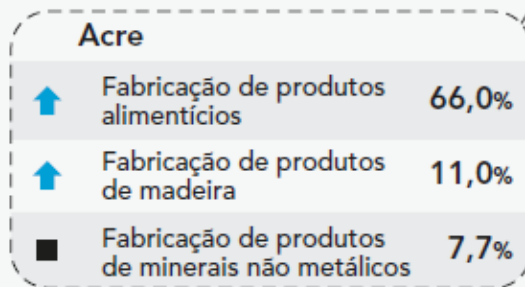 Acre
Fabricação de produtos
alimentícios
66,0%
Fabricação de produtos
de madeira
11,0%
Fabricação de produtos
de minerais não metálicos
7,7%